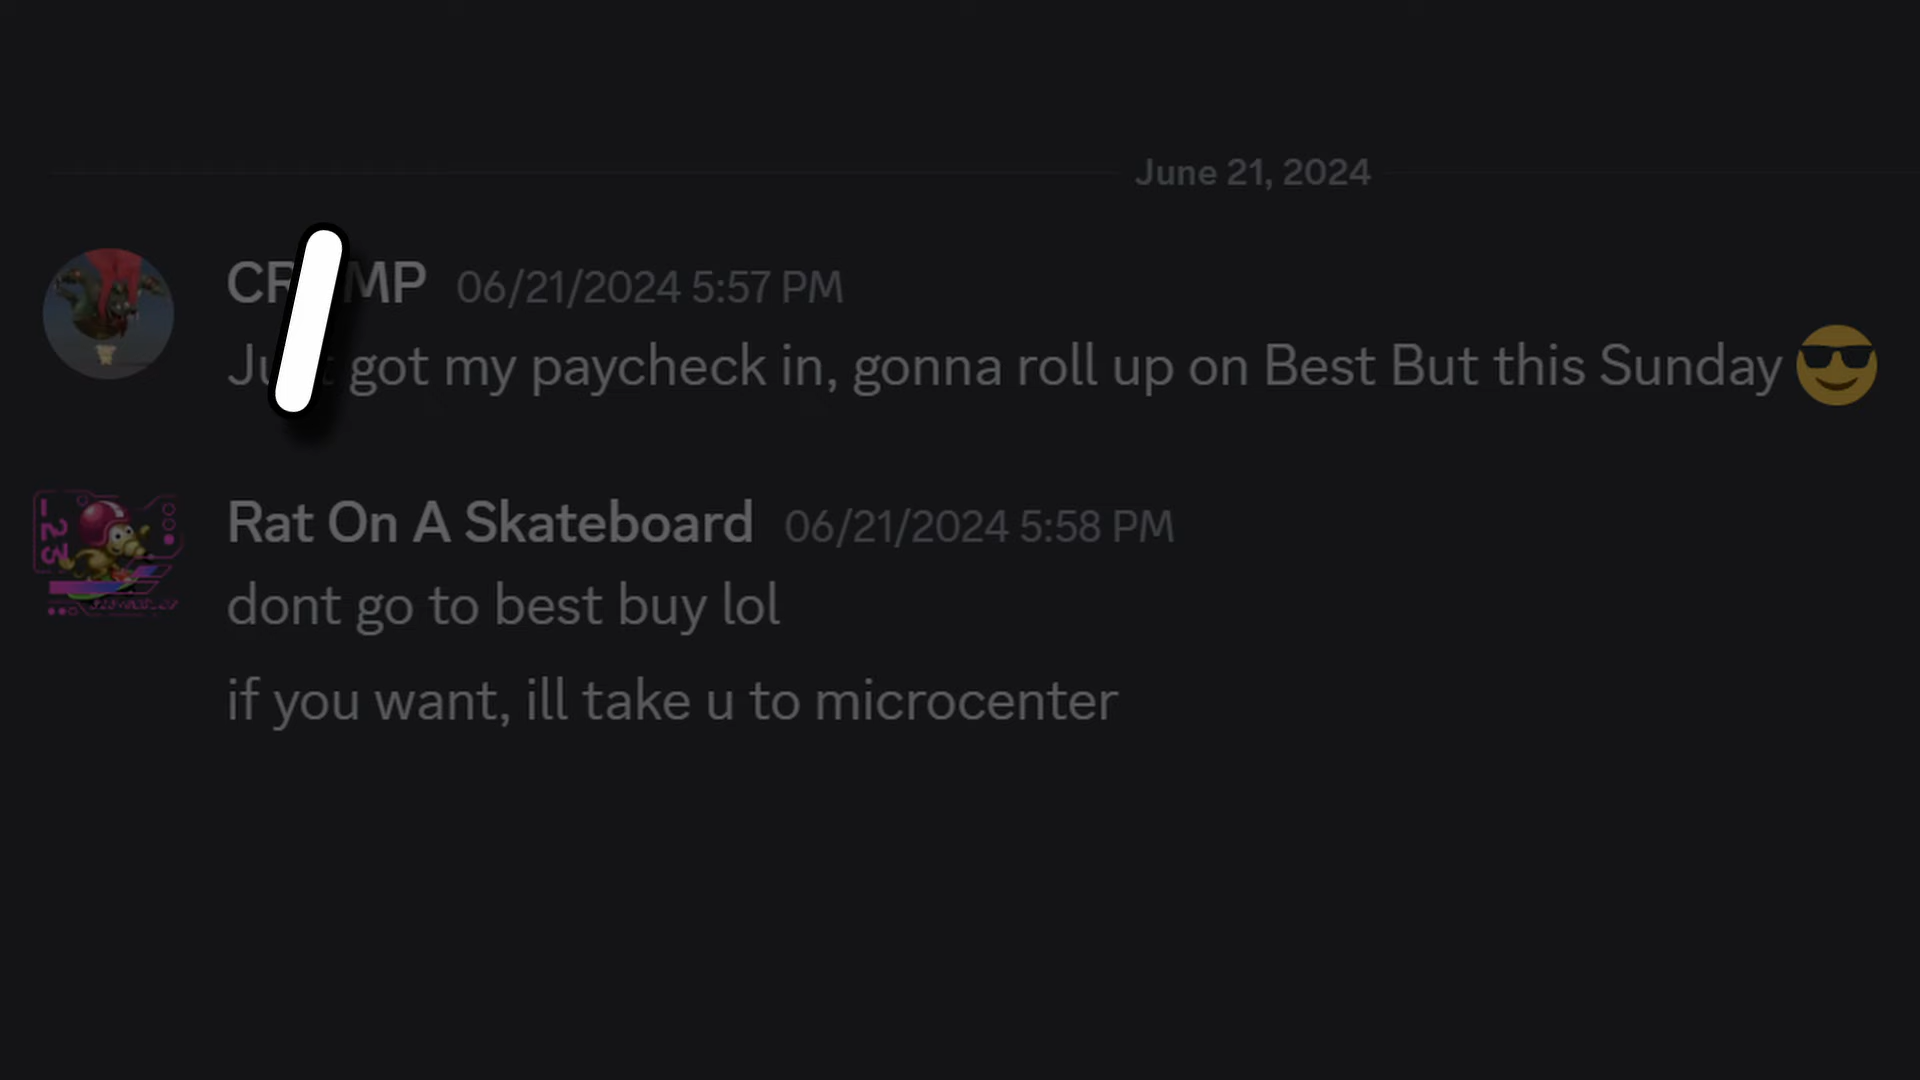 June 21, 2024
06/21/2024 5:57 PM
got my paycheck in, gonna roll up on Best But this Sunday 😎
Rat On A Skateboard 06/21/2024 5:58 PM
dont go to best buy lol
if you want, ill take u to microcenter